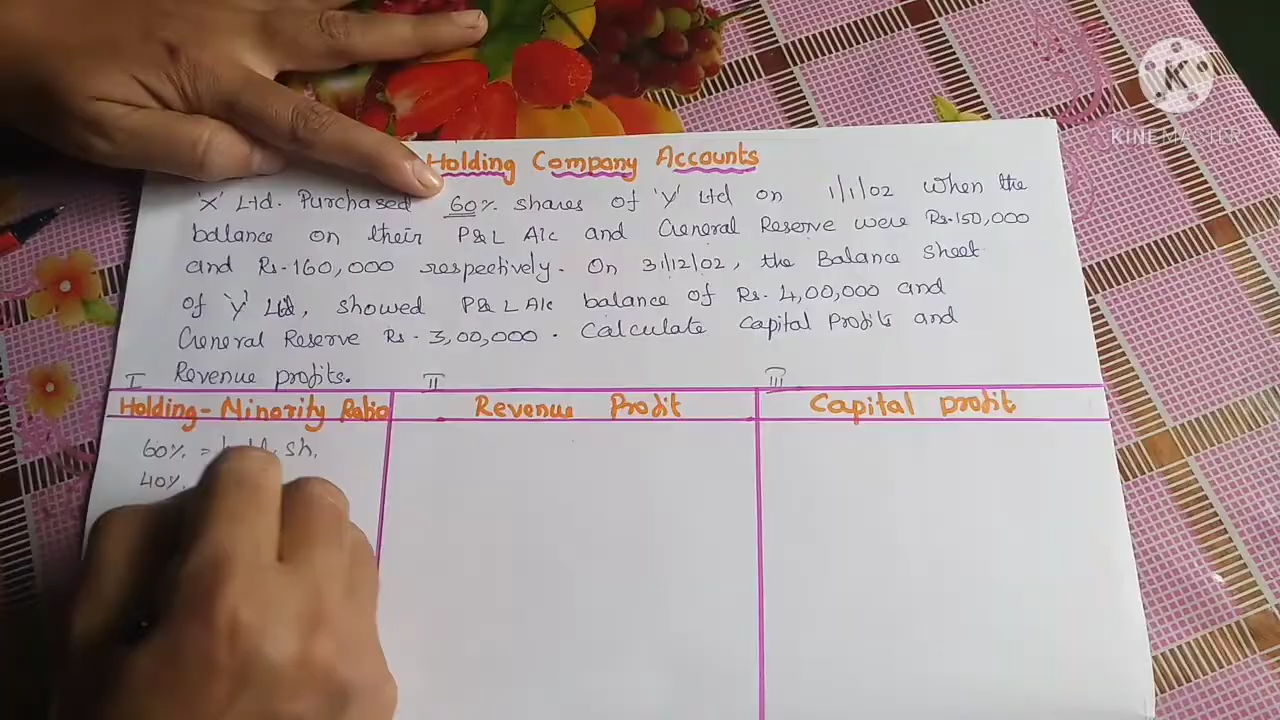 K
KINEMASTER
Holding Company Accounts
'X' Ltd. Purchased 60% shares of 'Y' Ltd on 1/1/02 when the
balance on their P&L A/c and General Reserve were Rs.150,000
and Rs.160,000 respectively. On 31/12/02, the Balance sheet
of 'Y' Ltd, showed P&L A/c balance of Rs. 4,00,000 and
General Reserve Rs. 3,00,000. Calculate Capital Profits and
Revenue profits.
I II III
Holding - Minority Ratio Revenue Profit Capital profit
60% = sh.
40%.